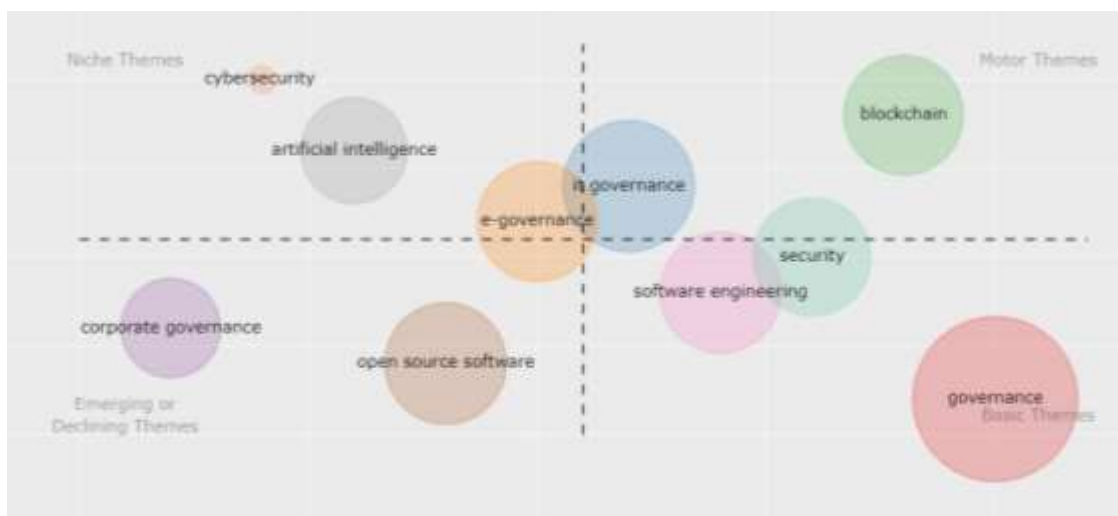 Niche Themes
Motor Themes
cybersecurity
blockchain
artificial intelligence
it governance
e-governance
security
software engineering
corporate governance
open source software
governance
Emerging or
Declining Themes
Basic Themes